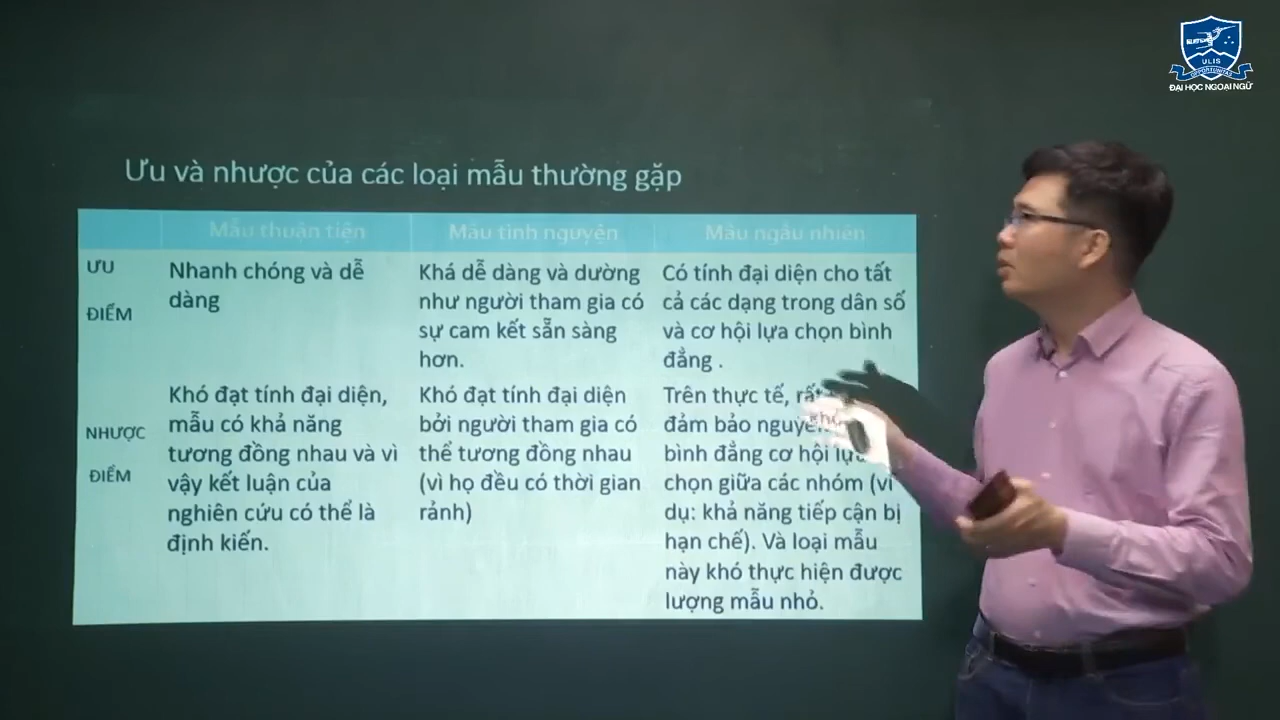 ULIS
ĐẠI HỌC NGOẠI NGỮ
Ưu và nhược của các loại mẫu thường gặp
Mẫu thuận tiện
Mẫu tình nguyện
Mẫu ngẫu nhiên
ƯU
ĐIỂM
Nhanh chóng và dễ
dàng
Khá dễ dàng và dường
như người tham gia có
sự cam kết sẵn sàng
hơn.
Có tính đại diện cho tất
cả các dạng trong dân số
và cơ hội lựa chọn bình
đẳng .
NHƯỢC
ĐIỂM
Khó đạt tính đại diện,
mẫu có khả năng
tương đồng nhau và vì
vậy kết luận của
nghiên cứu có thể là
định kiến.
Khó đạt tính đại diện
bởi người tham gia có
thể tương đồng nhau
(vì họ đều có thời gian
rảnh)
Trên thực tế,
đảm bảo
bình đẳng cơ hội
chọn giữa các nhóm (ví
dụ: khả năng tiếp cận bị
hạn chế). Và loại mẫu
này khó thực hiện được
lượng mẫu nhỏ.